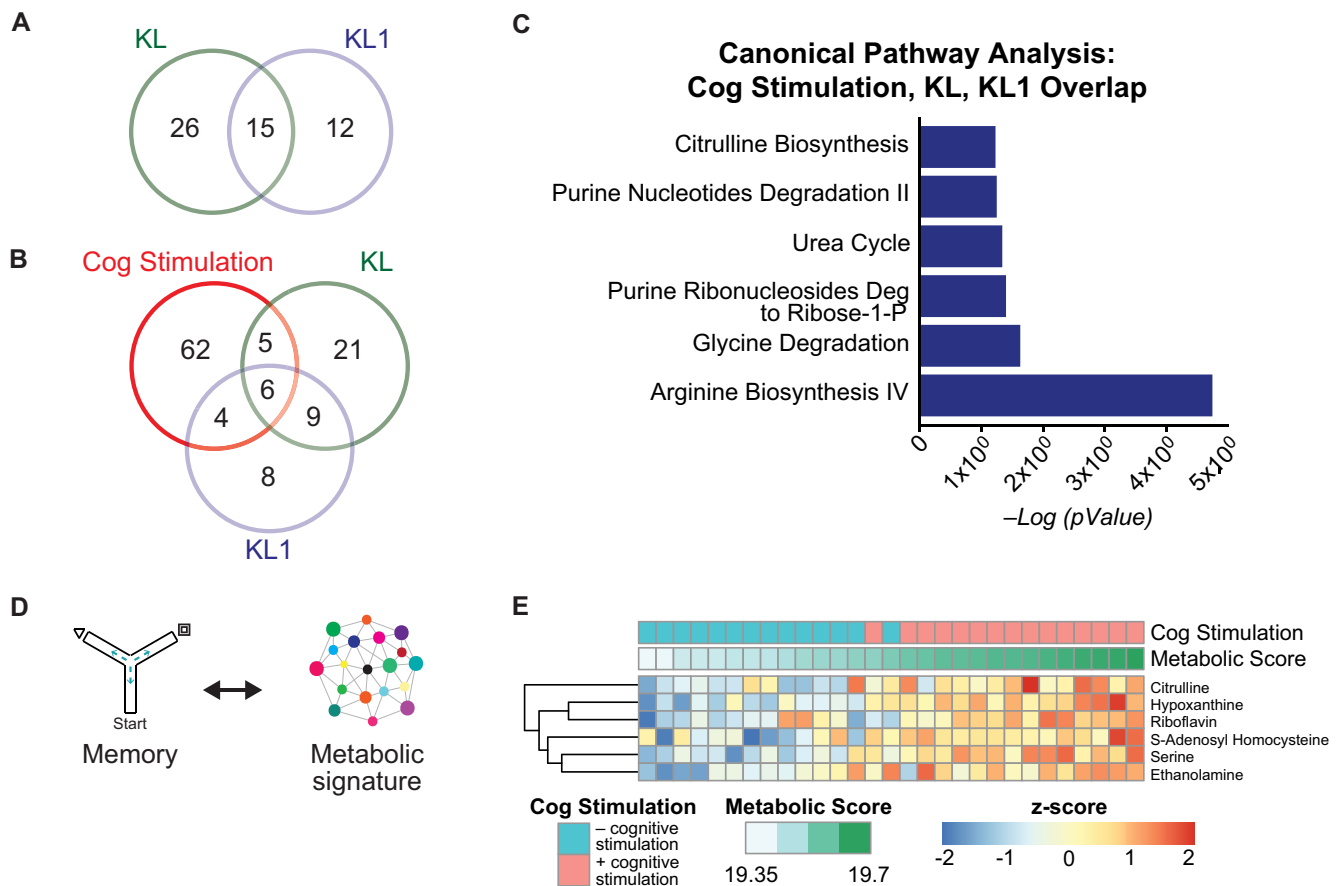 A
KL
KL1
26
15
12
B
Cog Stimulation
KL
62
5
21
6
4
9
8
KL1
C
Canonical Pathway Analysis:
Cog Stimulation, KL, KL1 Overlap
Citrulline Biosynthesis
Purine Nucleotides Degradation II
Urea Cycle
Purine Ribonucleosides Deg
to Ribose-1-P
Glycine Degradation
Arginine Biosynthesis IV
0
1x10⁰
2x10⁰
3x10⁰
4x10⁰
5x10⁰
–Log (pValue)
D
Start
Memory
Metabolic
signature
E
Cog Stimulation
Metabolic Score
Citrulline
Hypoxanthine
Riboflavin
S-Adenosyl Homocysteine
Serine
Ethanolamine
Cog Stimulation
– cognitive
stimulation
+ cognitive
stimulation
Metabolic Score
19.35 19.7
z-score
-2 -1 0 1 2